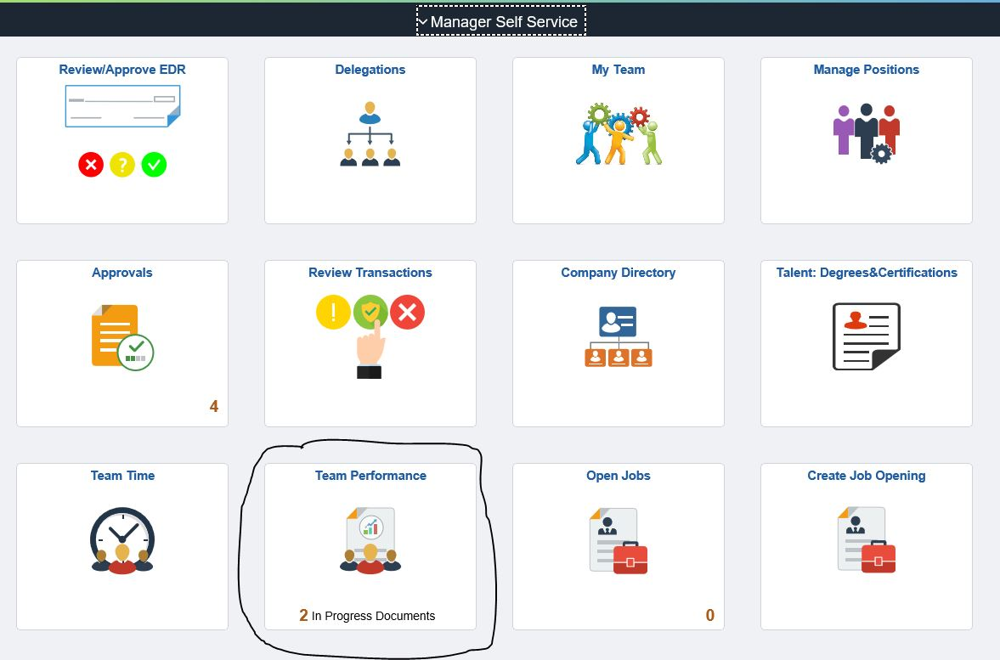 Manager Self Service
Review/Approve EDR
Delegations
My Team
Manage Positions
Approvals
4
Review Transactions
Company Directory
Talent: Degrees&Certifications
Team Time
Team Performance
2 In Progress Documents
Open Jobs
0
Create Job Opening